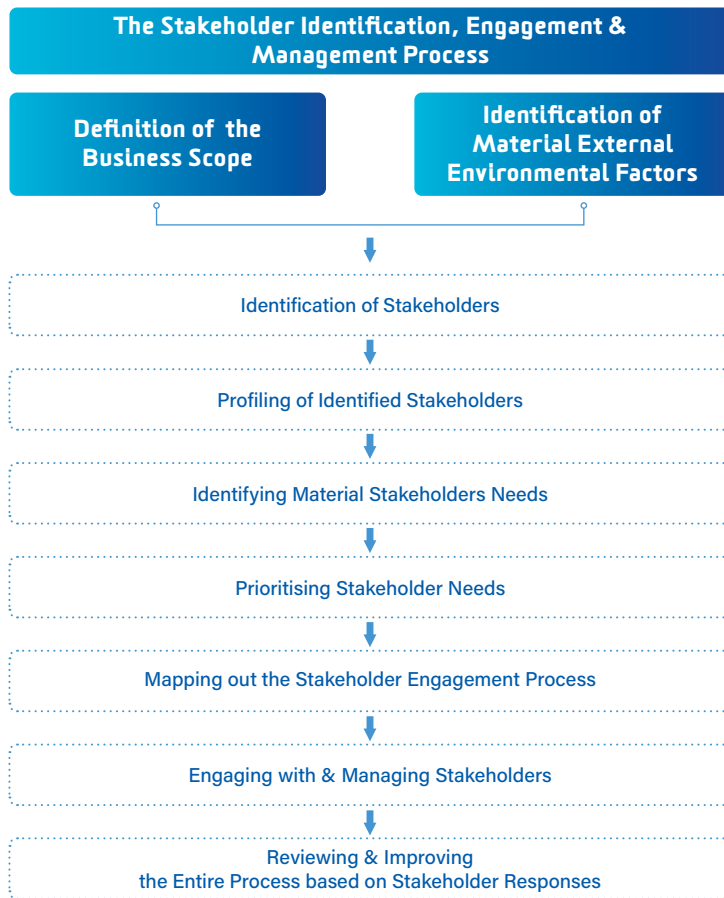 The Stakeholder Identification, Engagement &
Management Process
Definition of the
Business Scope
Identification of
Material External
Environmental Factors
Identification of Stakeholders
Profiling of Identified Stakeholders
Identifying Material Stakeholders Needs
Prioritising Stakeholder Needs
Mapping out the Stakeholder Engagement Process
Engaging with & Managing Stakeholders
Reviewing & Improving
the Entire Process based on Stakeholder Responses